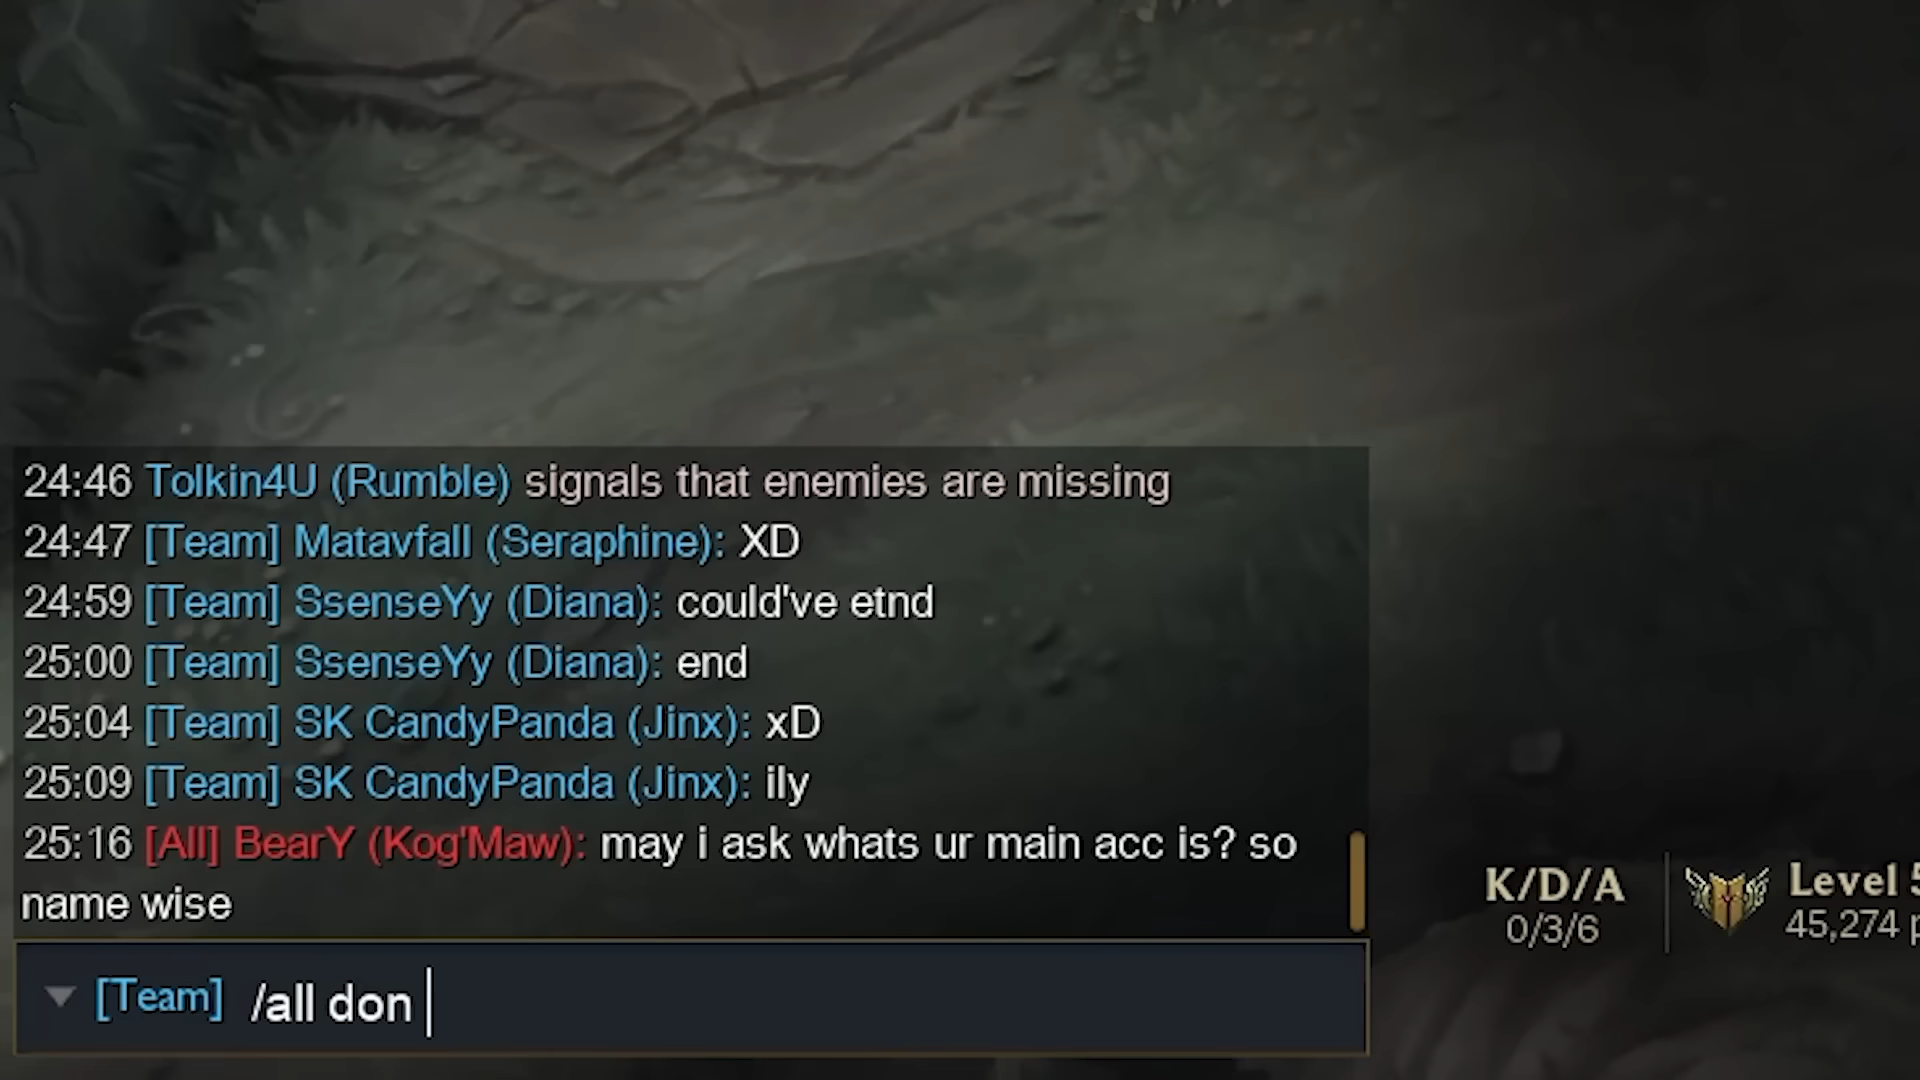 24:46 Tolkin4U (Rumble) signals that enemies are missing
24:47 [Team] Matavfall (Seraphine): XD
24:59 [Team] SsenseYy (Diana): could've etnd
25:00 [Team] SsenseYy (Diana): end
25:04 [Team] SK CandyPanda (Jinx): xD
25:09 [Team] SK CandyPanda (Jinx): ily
25:16 [All] BearY (Kog'Maw): may i ask whats ur main acc is? so
name wise
[Team] /all don
K/D/A
0/3/6
Level 5
45,274 p